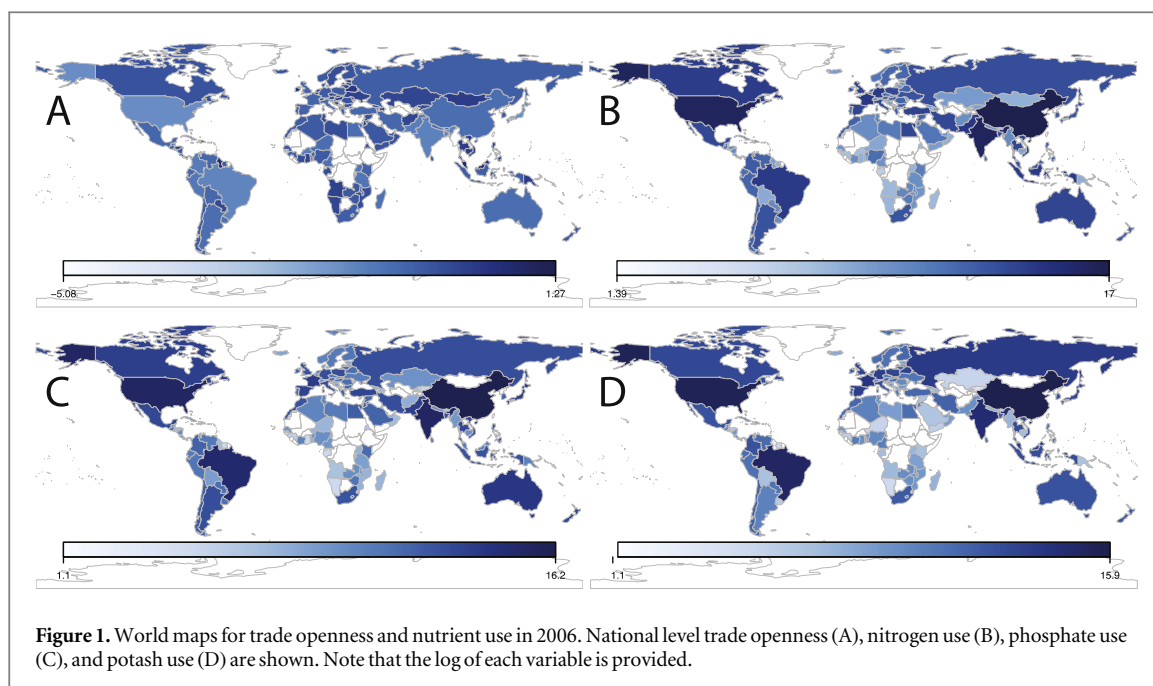 A
B
−5.08
1.27
1.39
17
C
D
1.1
16.2
1.1
15.9
Figure 1. World maps for trade openness and nutrient use in 2006. National level trade openness (A), nitrogen use (B), phosphate use
(C), and potash use (D) are shown. Note that the log of each variable is provided.